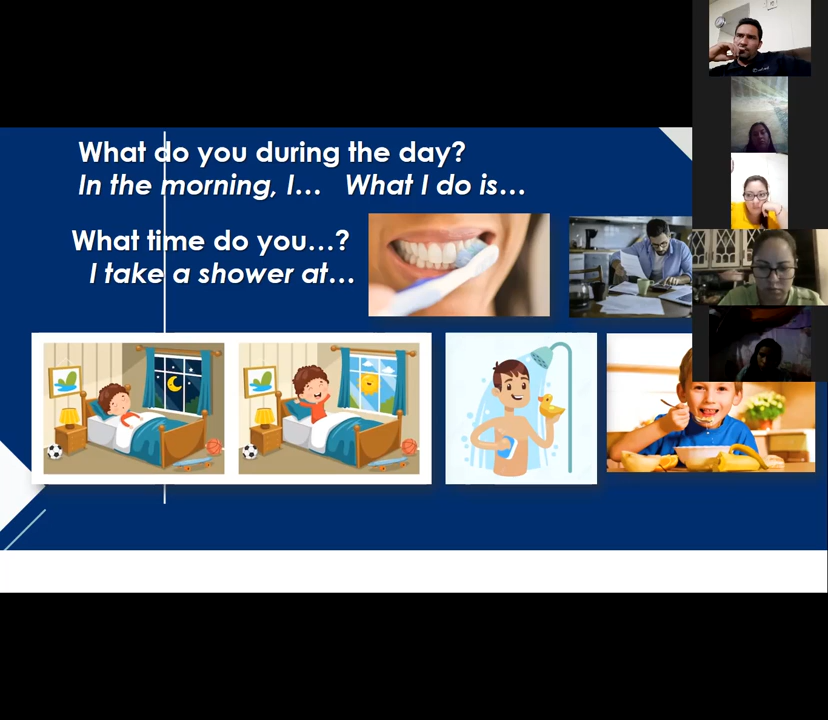 What do you during the day?
In the morning, I... What I do is...
What time do you...?
I take a shower at...